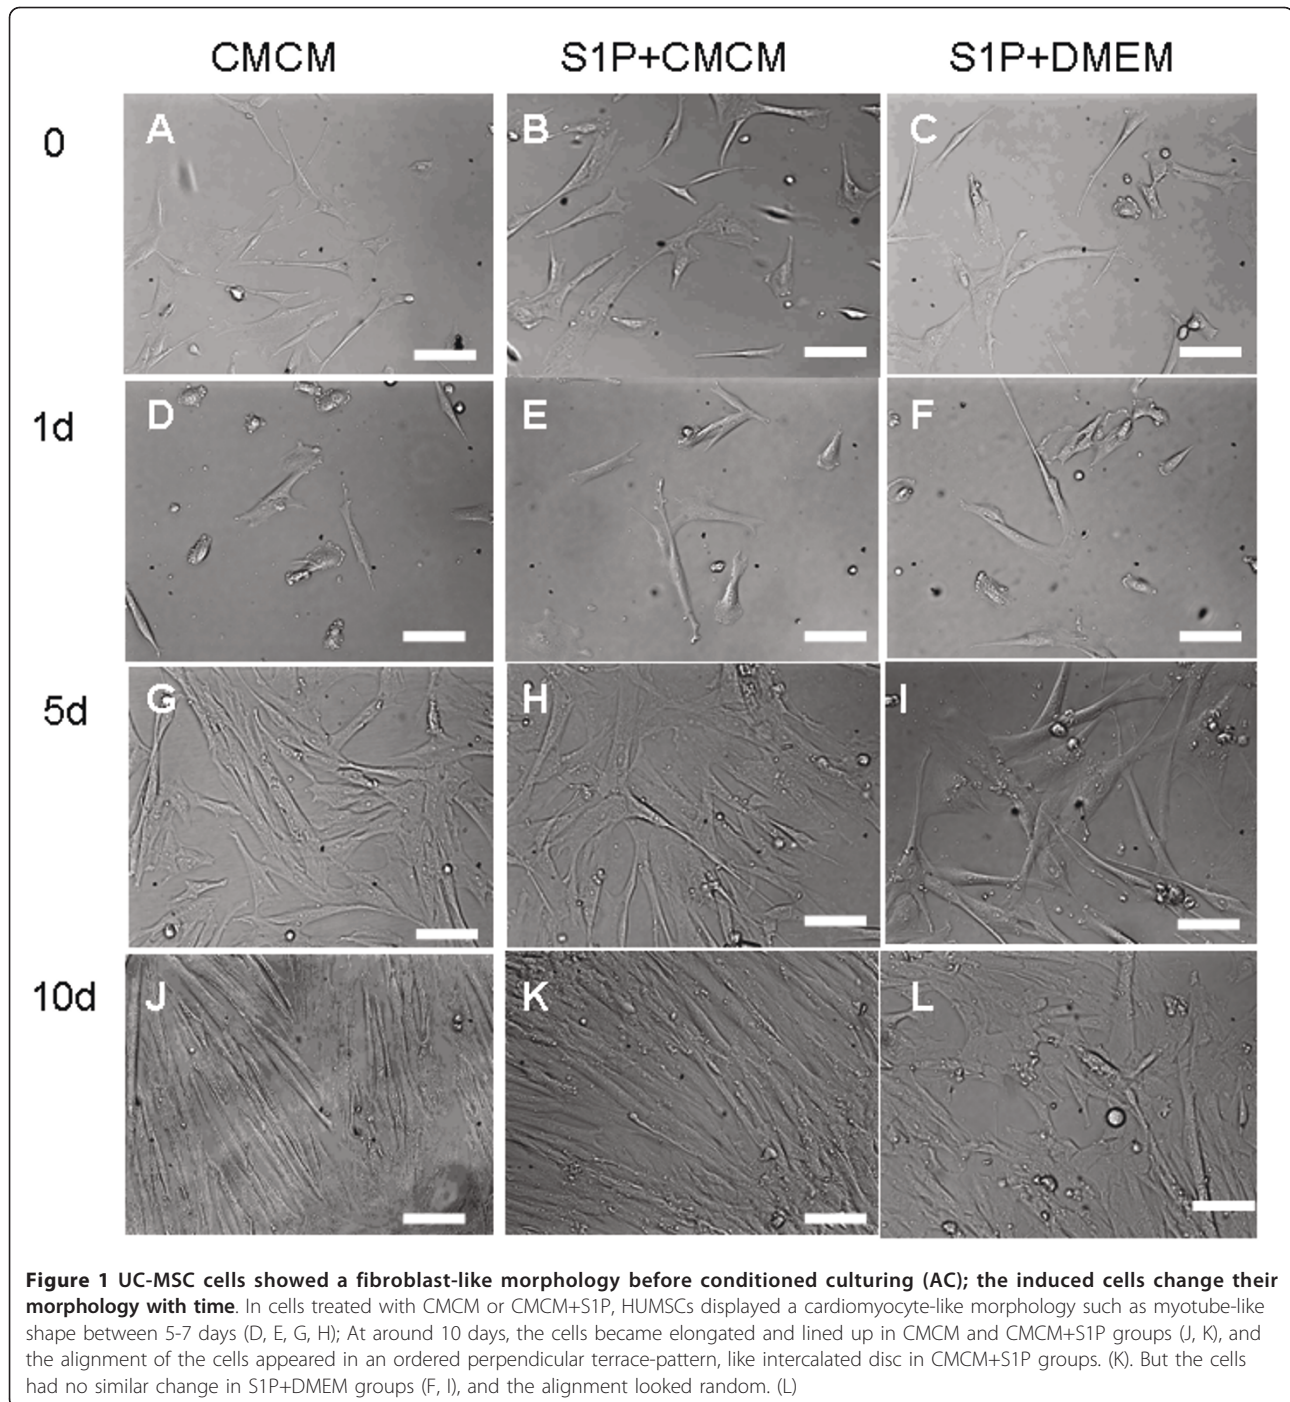 CMCM S1P+CMCM S1P+DMEM
0 A B C
1d D E F
5d G H I
10d J K L
Figure 1 UC-MSC cells showed a fibroblast-like morphology before conditioned culturing (AC); the induced cells change their
morphology with time. In cells treated with CMCM or CMCM+S1P, HUMSCs displayed a cardiomyocyte-like morphology such as myotube-like
shape between 5-7 days (D, E, G, H); At around 10 days, the cells became elongated and lined up in CMCM and CMCM+S1P groups (J, K), and
the alignment of the cells appeared in an ordered perpendicular terrace-pattern, like intercalated disc in CMCM+S1P groups. (K). But the cells
had no similar change in S1P+DMEM groups (F, I), and the alignment looked random. (L)